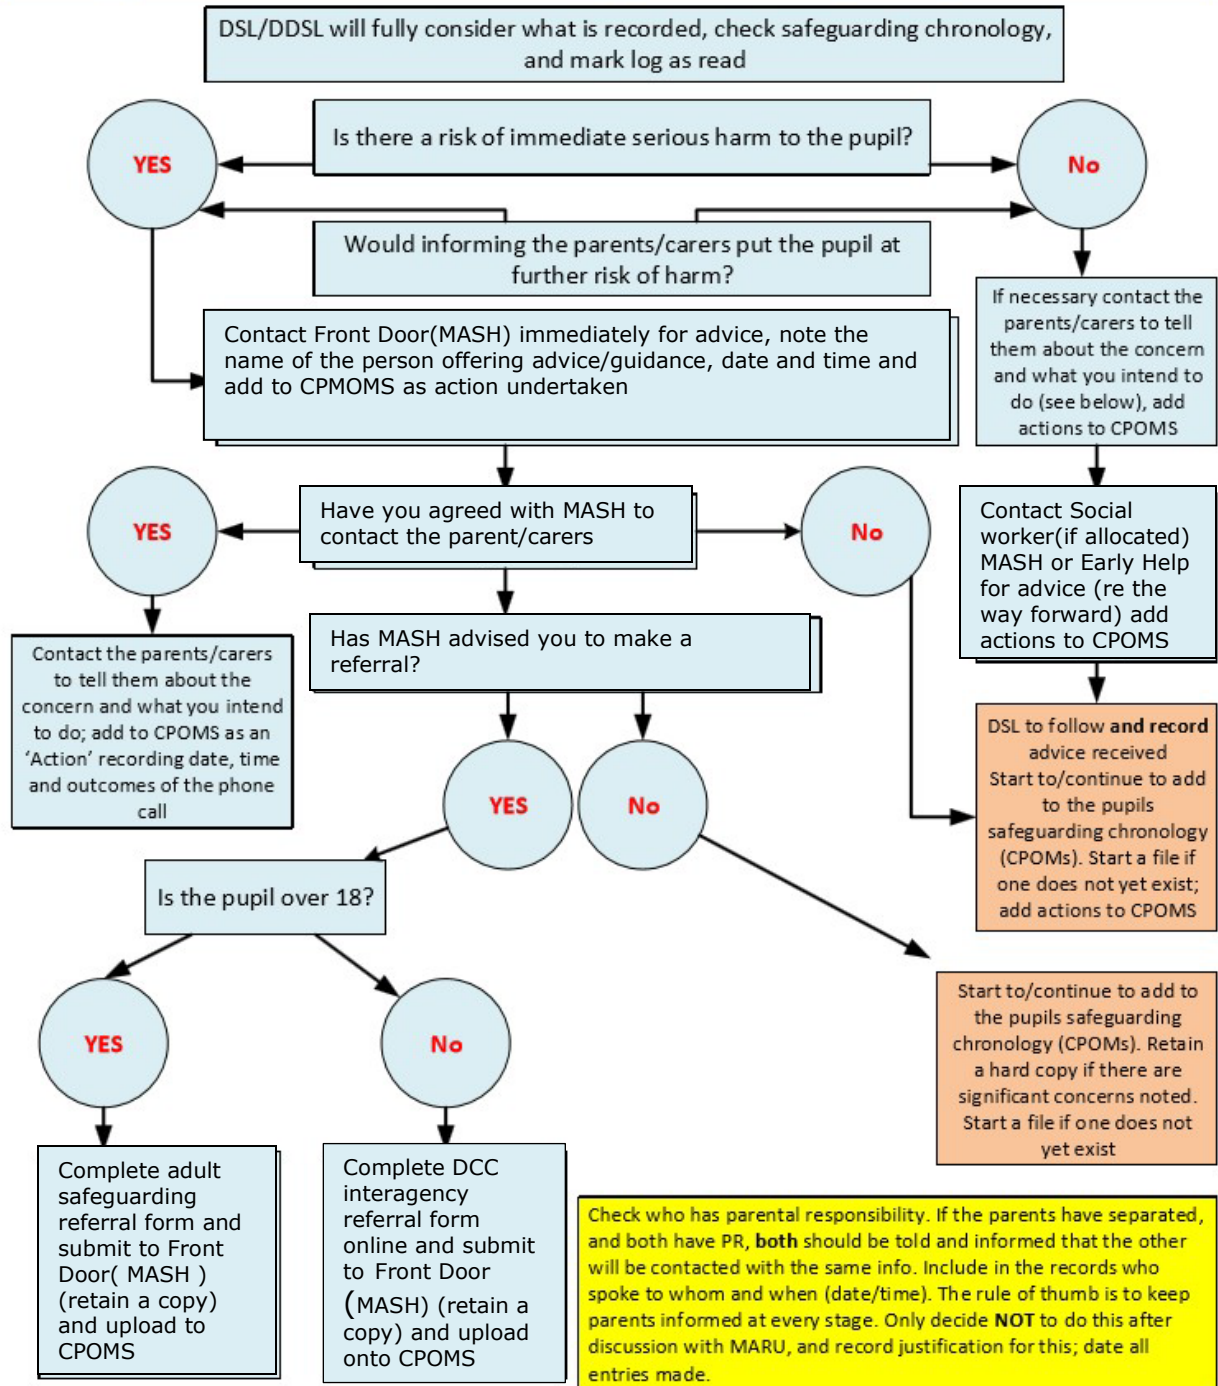 DSL/DDSL will fully consider what is recorded, check safeguarding chronology,
and mark log as read
Is there a risk of immediate serious harm to the pupil?
YES
No
Would informing the parents/carers put the pupil at
further risk of harm?
If necessary contact the
parents/carers to tell
them about the concern
and what you intend to
do (see below), add
actions to CPOMS
Contact Front Door(MASH) immediately for advice, note the
name of the person offering advice/guidance, date and time and
add to CPMOMS as action undertaken
Have you agreed with MASH to
contact the parent/carers
YES
No
Contact Social
worker(if allocated)
MASH or Early Help
for advice (re the
way forward) add
actions to CPOMS
Has MASH advised you to make a
referral?
Contact the parents/carers
to tell them about the
concern and what you intend
to do; add to CPOMS as an
‘Action’ recording date, time
and outcomes of the phone
call
DSL to follow and record
advice received
Start to/continue to add
to the pupils
safeguarding chronology
(CPOMs). Start a file if
one does not yet exist;
add actions to CPOMS
YES
No
Is the pupil over 18?
YES
No
Start to/continue to add to
the pupils safeguarding
chronology (CPOMs). Retain
a hard copy if there are
significant concerns noted.
Start a file if one does not
yet exist
Complete adult
safeguarding
referral form and
submit to Front
Door( MASH )
(retain a copy)
and upload to
CPOMS
Complete DCC
interagency
referral form
online and submit
to Front Door
(MASH) (retain a
copy) and upload
onto CPOMS
Check who has parental responsibility. If the parents have separated,
and both have PR, both should be told and informed that the other
will be contacted with the same info. Include in the records who
spoke to whom and when (date/time). The rule of thumb is to keep
parents informed at every stage. Only decide NOT to do this after
discussion with MARU, and record justification for this; date all
entries made.